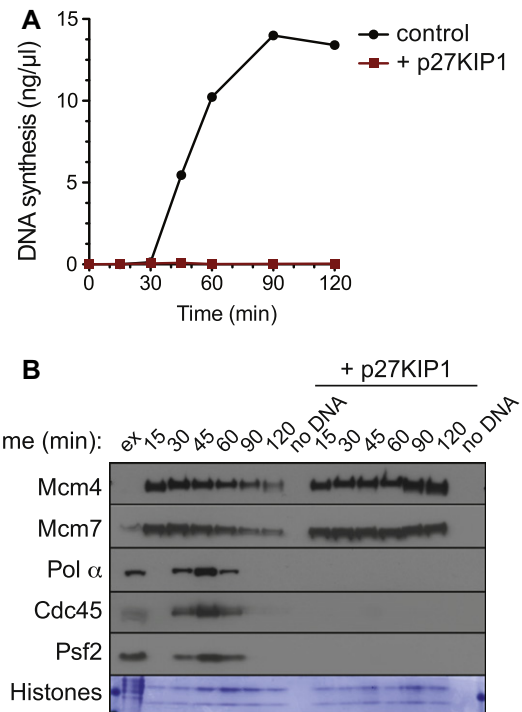 A
15
10
5
0
DNA synthesis (ng/µl)
0 30 60 90 120
Time (min)
control
+ p27KIP1
B
+ p27KIP1
me (min): ex 15 30 45 60 90 120 no DNA 15 30 45 60 90 120 no DNA
Mcm4
Mcm7
Pol α
Cdc45
Psf2
Histones